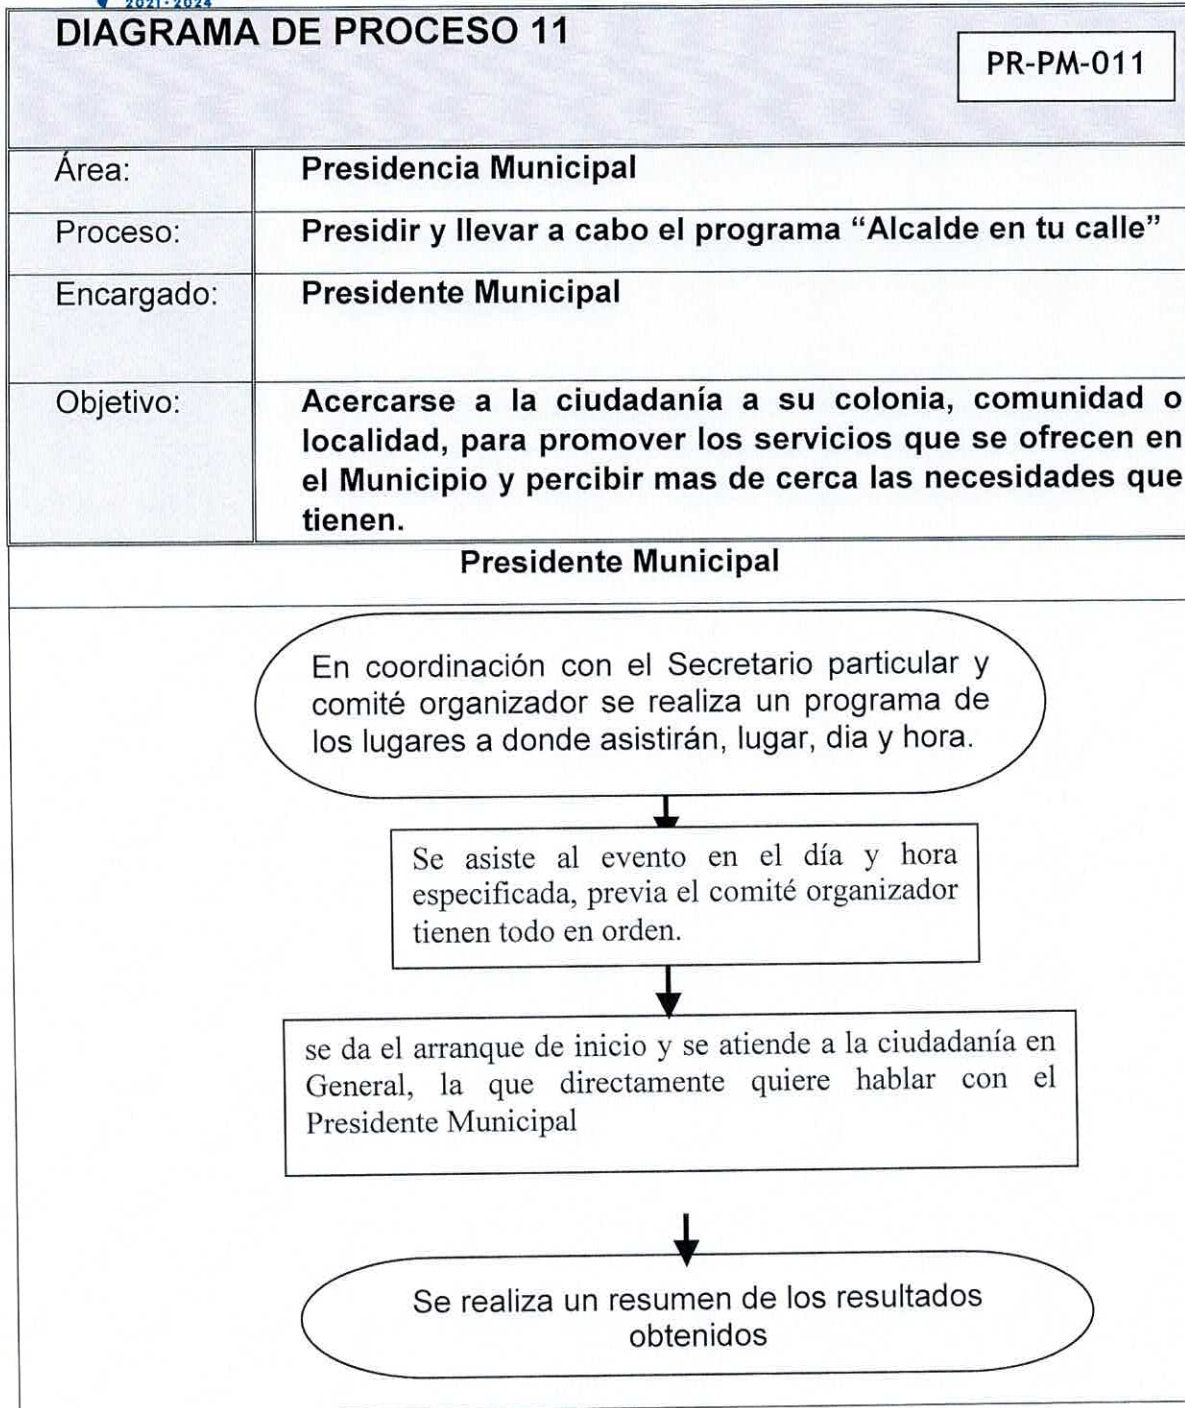 2021-2024
DIAGRAMA DE PROCESO 11
PR-PM-011
Área:
Presidencia Municipal
Proceso:
Presidir y llevar a cabo el programa “Alcalde en tu calle”
Encargado:
Presidente Municipal
Objetivo:
Acercarse a la ciudadanía a su colonia, comunidad o
localidad, para promover los servicios que se ofrecen en
el Municipio y percibir mas de cerca las necesidades que
tienen.
Presidente Municipal
En coordinación con el Secretario particular y
comité organizador se realiza un programa de
los lugares a donde asistirán, lugar, dia y hora.
Se asiste al evento en el día y hora
especificada, previa el comité organizador
tienen todo en orden.
se da el arranque de inicio y se atiende a la ciudadanía en
General, la que directamente quiere hablar con el
Presidente Municipal
Se realiza un resumen de los resultados
obtenidos